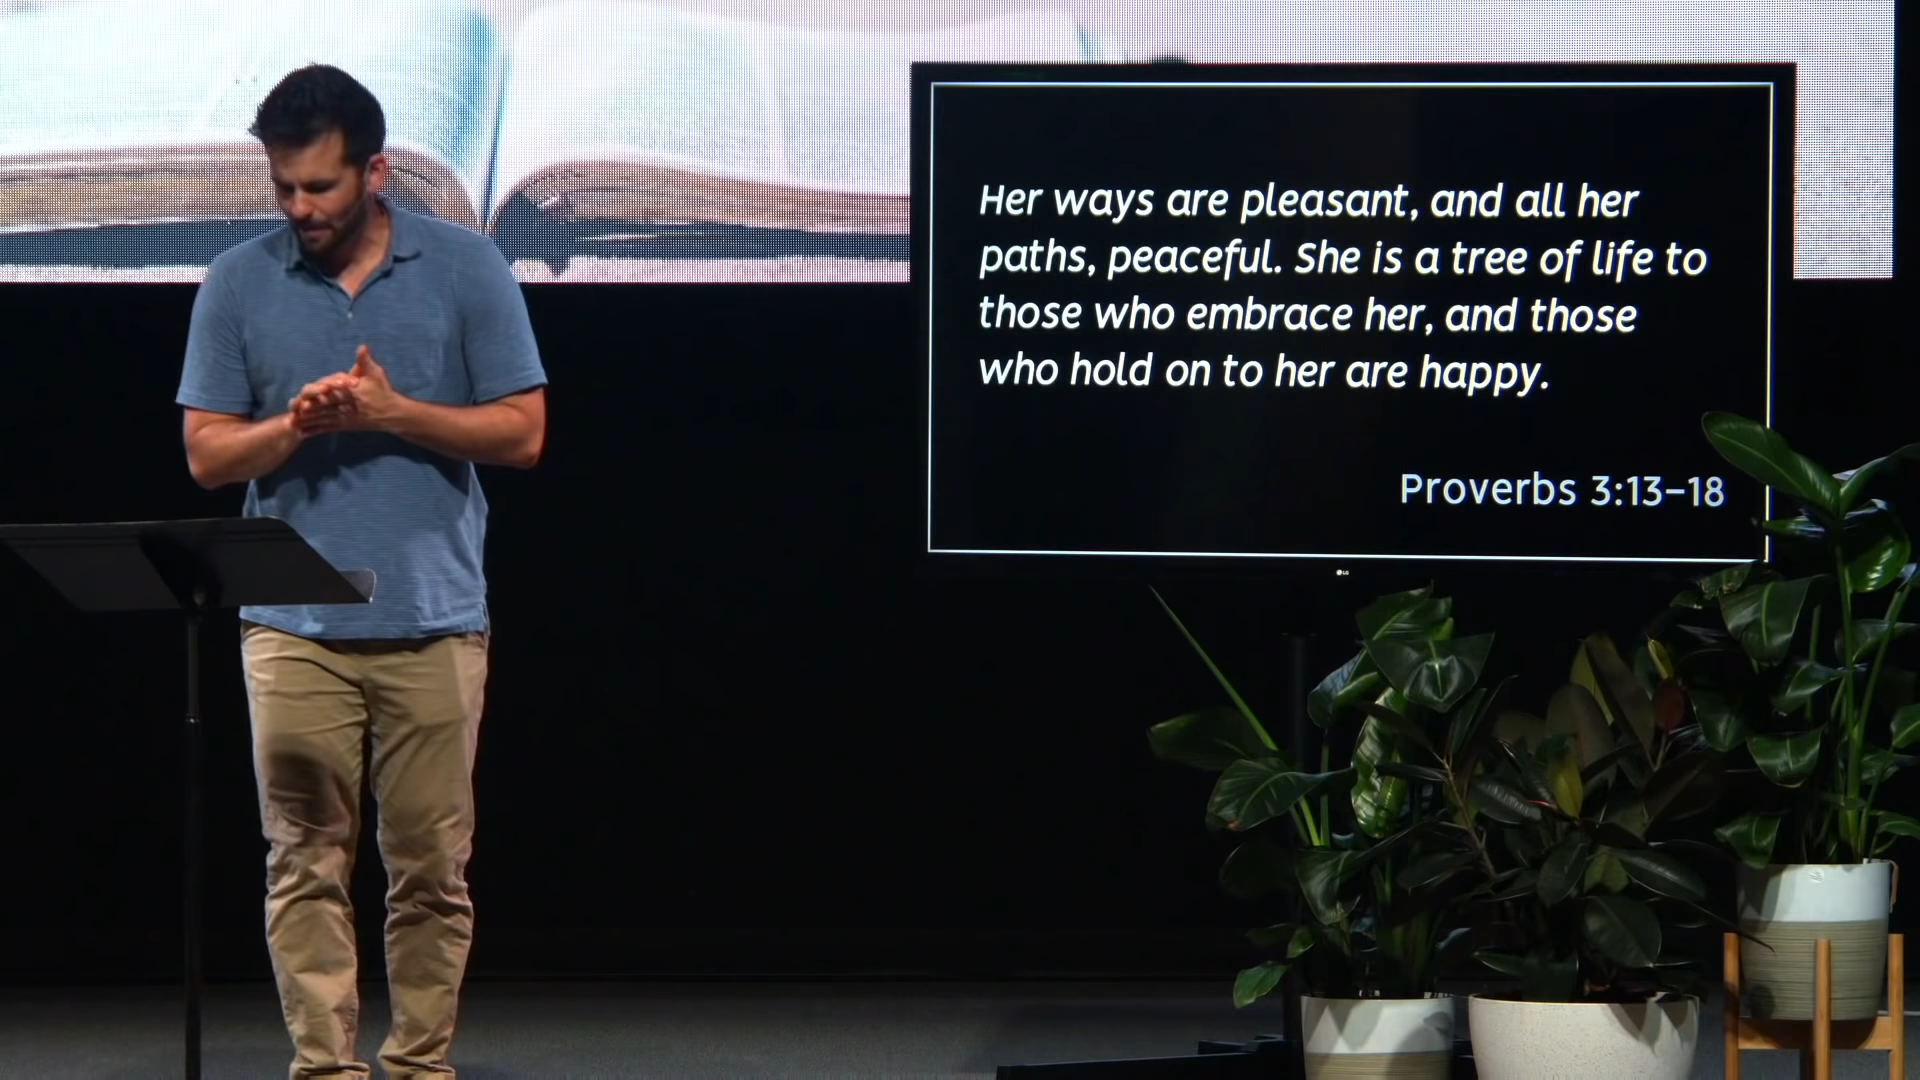 Her ways are pleasant, and all her
paths, peaceful. She is a tree of life to
those who embrace her, and those
who hold on to her are happy.
Proverbs 3:13–18
LG